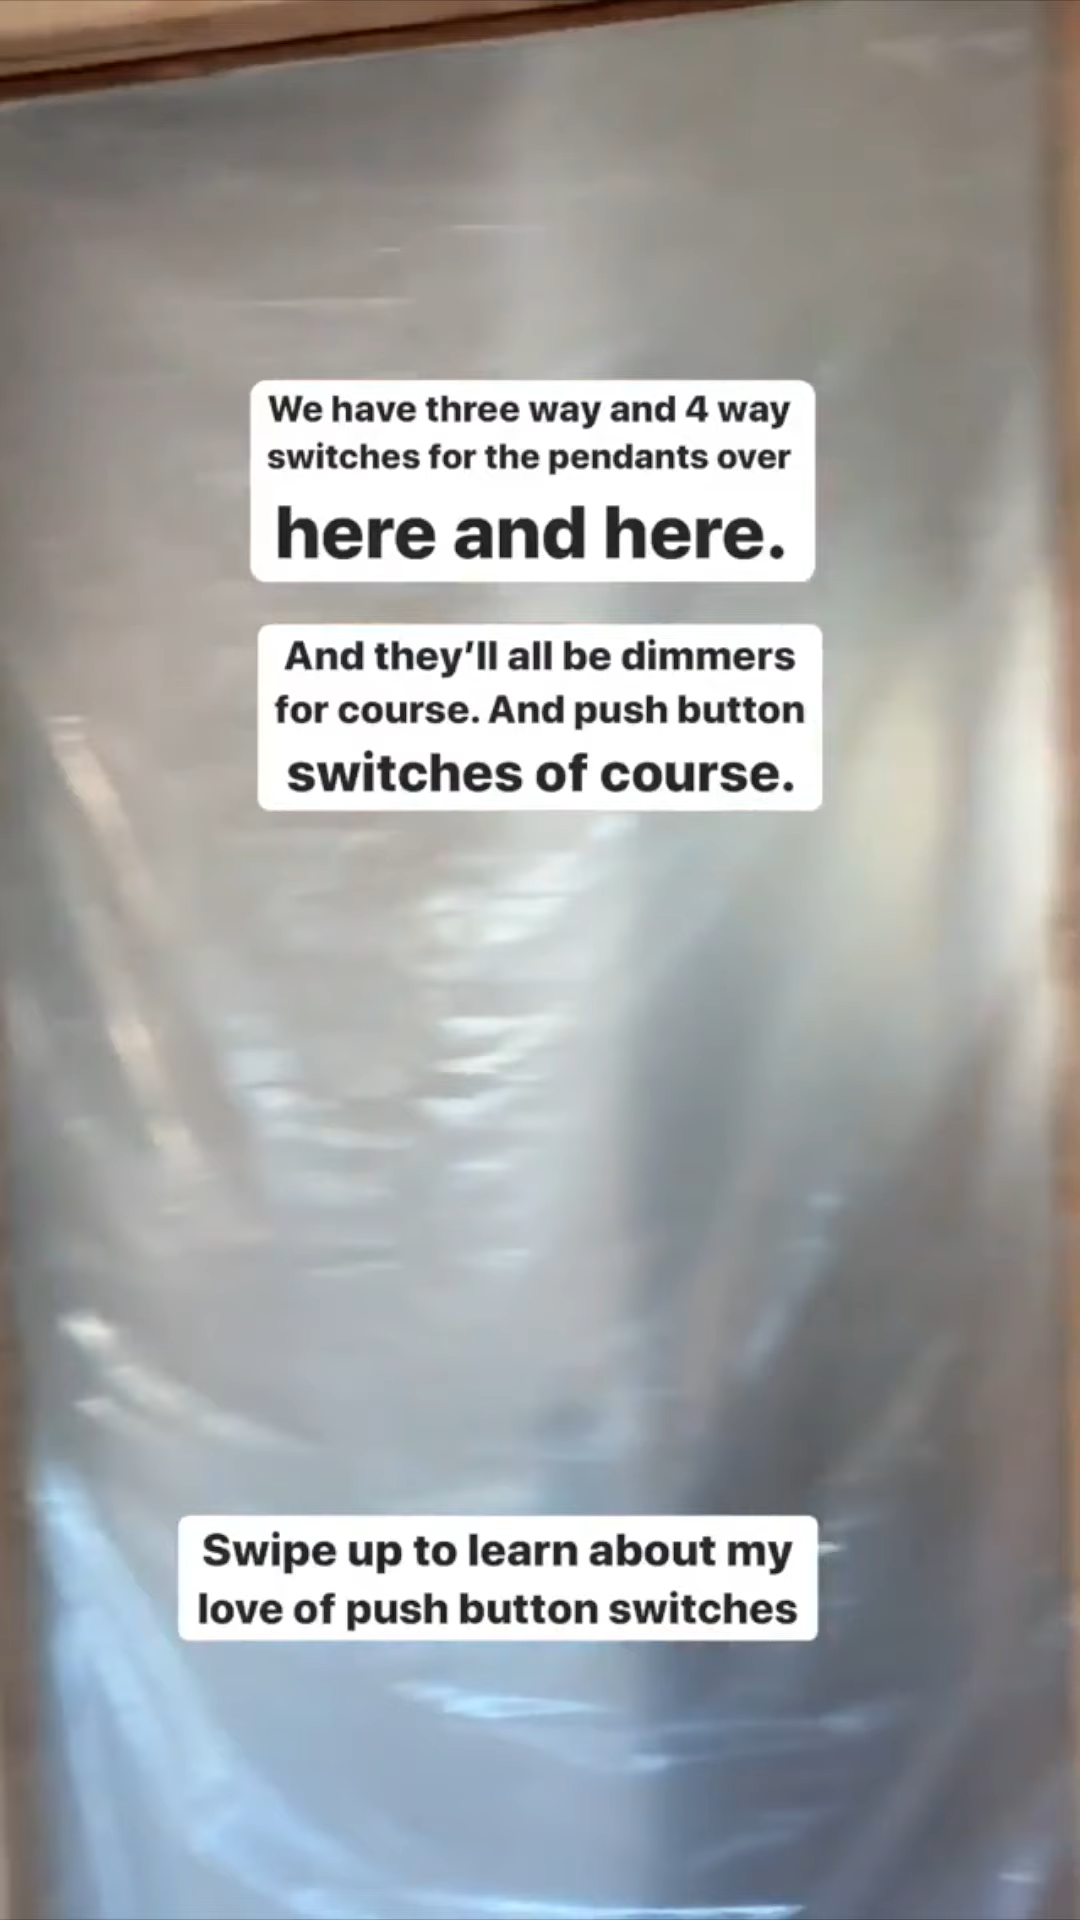 We have three way and 4 way
switches for the pendants over
here and here.
And they’ll all be dimmers
for course. And push button
switches of course.
Swipe up to learn about my
love of push button switches